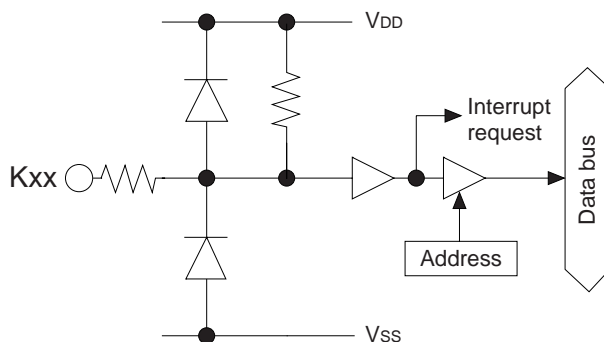 VDD
Interrupt
request
Kxx
Data bus
Address
VSS